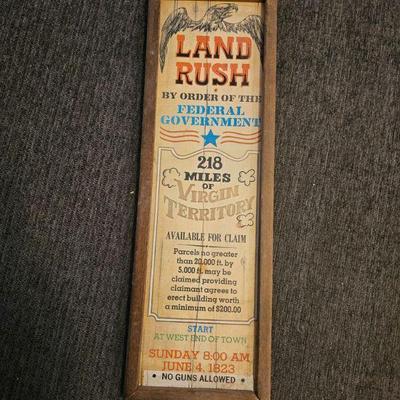 LAND
RUSH
BY ORDER OF THE
FEDERAL
GOVERNMENT
218
MILES
OF
VIRGIN
TERRITORY
AVAILABLE FOR CLAIM
Parcels no greater
than 20,000 ft. by
5,000 ft. may be
claimed providing
claimant agrees to
erect building worth
a minimum of $200.00
START
AT WEST END OF TOWN
SUNDAY 8:00 AM
JUNE 4, 1823
• NO GUNS ALLOWED •